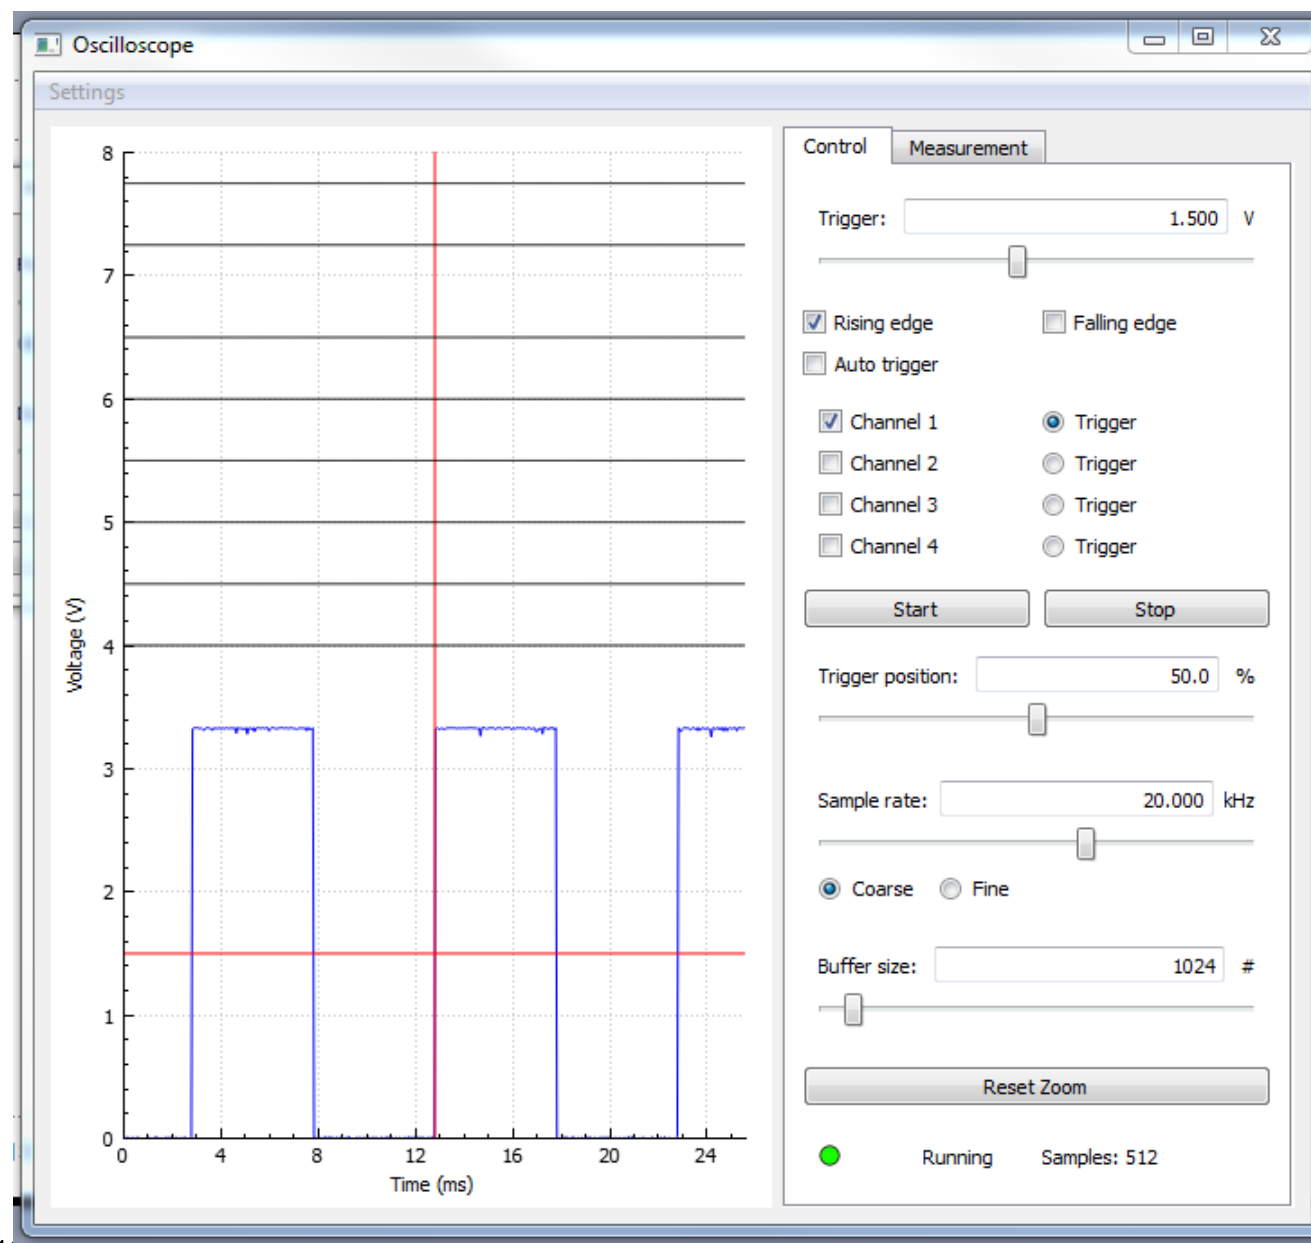 Oscilloscope
Settings
Control Measurement
Trigger: 1.500 V
Rising edge Falling edge
Auto trigger
Channel 1 Trigger
Channel 2 Trigger
Channel 3 Trigger
Channel 4 Trigger
Start Stop
Trigger position: 50.0 %
Sample rate: 20.000 kHz
Coarse Fine
Buffer size: 1024 #
Reset Zoom
Running Samples: 512
8
7
6
5
4
3
2
1
0
Voltage (V)
0 4 8 12 16 20 24
Time (ms)